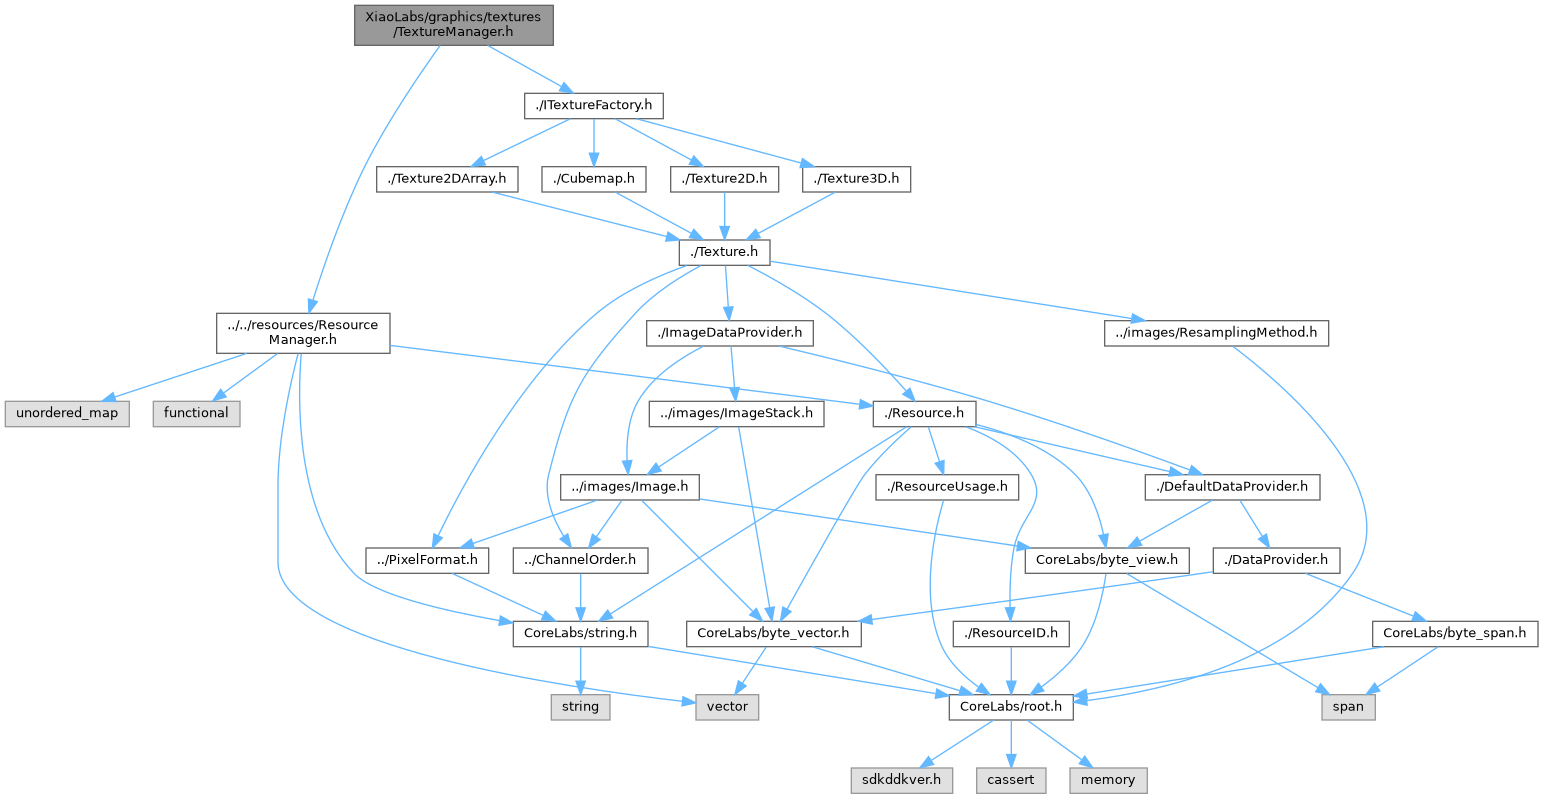 XiaoLabs/graphics/textures
/TextureManager.h
./ITextureFactory.h
./Texture2DArray.h
./Cubemap.h
./Texture2D.h
./Texture3D.h
./Texture.h
../../resources/Resource
Manager.h
./ImageDataProvider.h
../images/ResamplingMethod.h
unordered_map
functional
../images/ImageStack.h
./Resource.h
../images/Image.h
./ResourceUsage.h
./DefaultDataProvider.h
../PixelFormat.h
../ChannelOrder.h
CoreLabs/byte_view.h
./DataProvider.h
CoreLabs/string.h
CoreLabs/byte_vector.h
./ResourceID.h
CoreLabs/byte_span.h
string
vector
CoreLabs/root.h
span
sdkddkver.h
cassert
memory